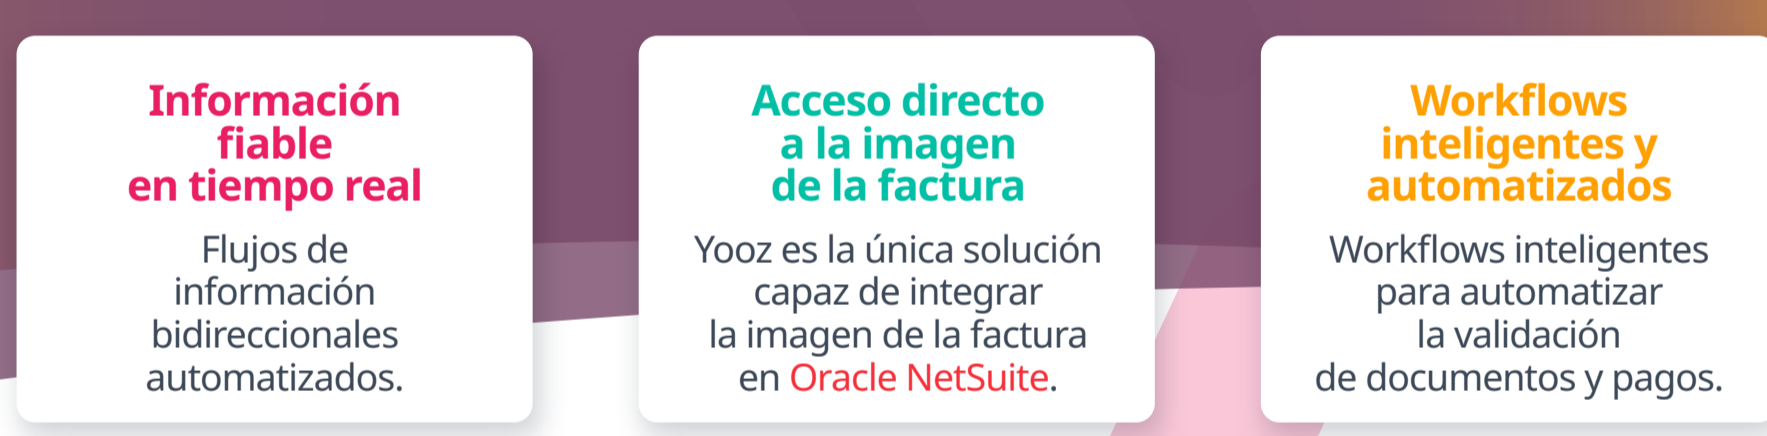 Información
fiable
en tiempo real
Flujos de
información
bidireccionales
automatizados.
Acceso directo
a la imagen
de la factura
Yooz es la única solución
capaz de integrar
la imagen de la factura
en Oracle NetSuite.
Workflows
inteligentes y
automatizados
Workflows inteligentes
para automatizar
la validación
de documentos y pagos.